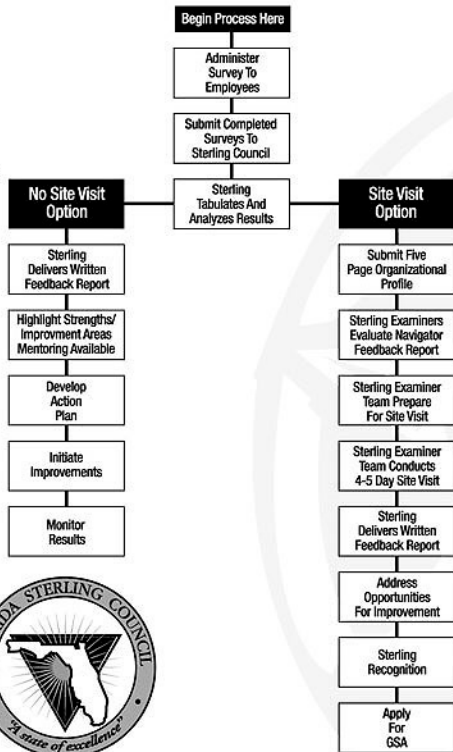 Begin Process Here
Administer
Survey To
Employees
Submit Completed
Surveys To
Sterling Council
Sterling
Tabulates And
Analyzes Results
No Site Visit
Option
Sterling
Delivers Written
Feedback Report
Highlight Strengths/
Improvment Areas
Mentoring Available
Develop
Action
Plan
Initiate
Improvements
Monitor
Results
Site Visit
Option
Submit Five
Page Organizational
Profile
Sterling Examiners
Evaluate Navigator
Feedback Report
Sterling Examiner
Team Prepare
For Site Visit
Sterling Examiner
Team Conducts
4-5 Day Site Visit
Sterling
Delivers Written
Feedback Report
Address
Opportunities
For Improvement
Sterling
Recognition
Apply
For
GSA
STERLING COUNCIL
"A state of excellence"